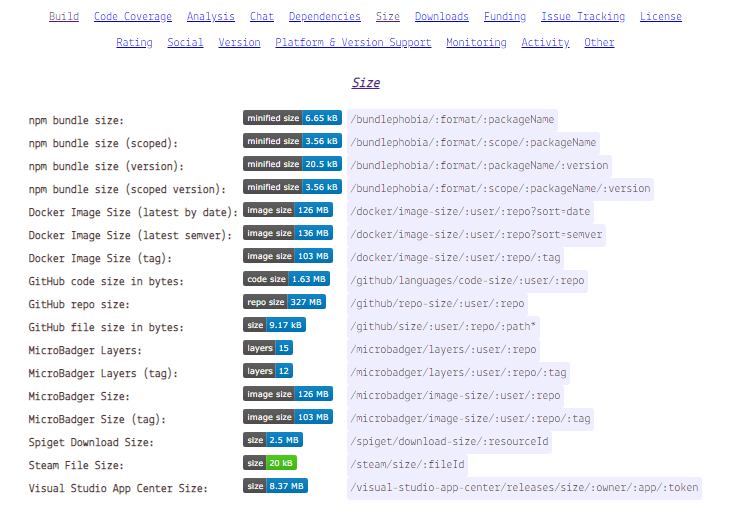 Build Code Coverage Analysis Chat Dependencies Size Downloads Funding Issue Tracking License
Rating Social Version Platform & Version Support Monitoring Activity Other
Size
npm bundle size: minified size 6.65 kB /bundlephobia/:format/:packageName
npm bundle size (scoped): minified size 3.56 kB /bundlephobia/:format/:scope/:packageName
npm bundle size (version): minified size 20.5 kB /bundlephobia/:format/:packageName/:version
npm bundle size (scoped version): minified size 3.56 kB /bundlephobia/:format/:scope/:packageName/:version
Docker Image Size (latest by date): image size 126 MB /docker/image-size/:user/:repo?sort=date
Docker Image Size (latest semver): image size 136 MB /docker/image-size/:user/:repo?sort=semver
Docker Image Size (tag): image size 103 MB /docker/image-size/:user/:repo/:tag
GitHub code size in bytes: code size 1.63 MB /github/languages/code-size/:user/:repo
GitHub repo size: repo size 327 MB /github/repo-size/:user/:repo
GitHub file size in bytes: size 9.17 kB /github/size/:user/:repo/:path*
MicroBadger Layers: layers 15 /microbadger/layers/:user/:repo
MicroBadger Layers (tag): layers 12 /microbadger/layers/:user/:repo/:tag
MicroBadger Size: image size 126 MB /microbadger/image-size/:user/:repo
MicroBadger Size (tag): image size 103 MB /microbadger/image-size/:user/:repo/:tag
Spiget Download Size: size 2.5 MB /spiget/download-size/:resourceId
Steam File Size: size 20 kB /steam/size/:fileId
Visual Studio App Center Size: size 8.37 MB /visual-studio-app-center/releases/size/:owner/:app/:token